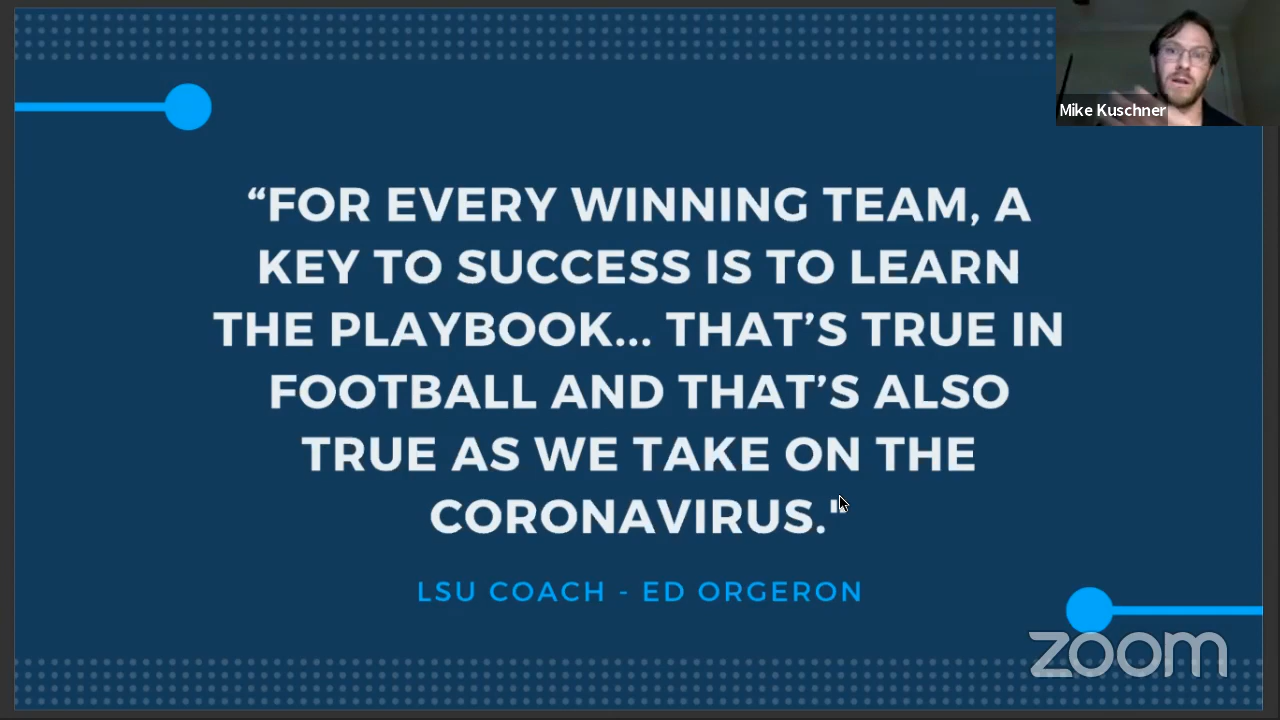 Mike Kuschner
“FOR EVERY WINNING TEAM, A
KEY TO SUCCESS IS TO LEARN
THE PLAYBOOK... THAT’S TRUE IN
FOOTBALL AND THAT’S ALSO
TRUE AS WE TAKE ON THE
CORONAVIRUS."
LSU COACH - ED ORGERON
zoom